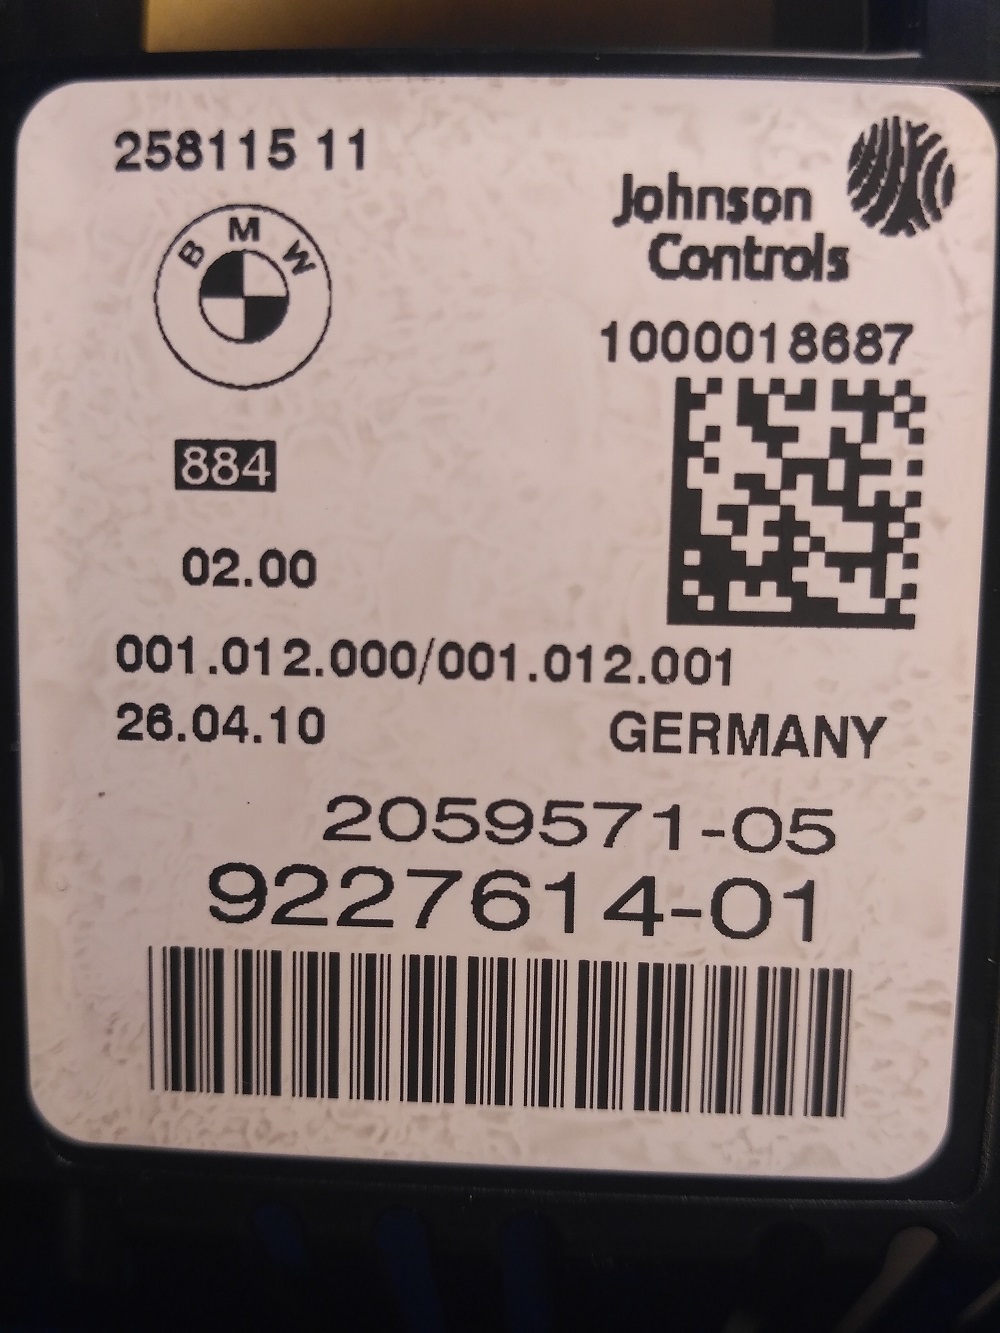 258115 11
BMW
Johnson
Controls
1000018687
884
02.00
001.012.000/001.012.001
26.04.10
GERMANY
2059571-05
9227614-01